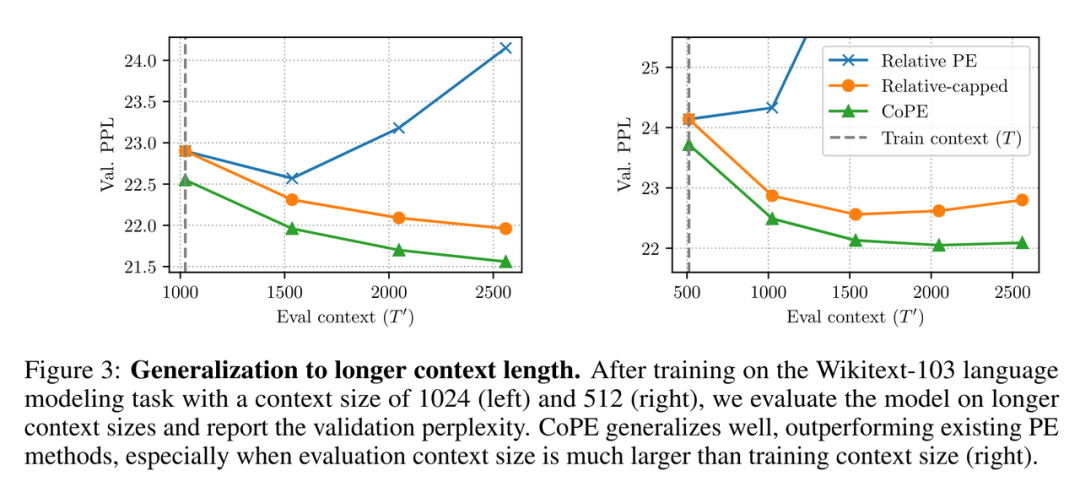 24.0
23.5
23.0
22.5
22.0
21.5
Val. PPL
1000 1500 2000 2500
Eval context (T′)
25
24
23
22
Val. PPL
500 1000 1500 2000 2500
Eval context (T′)
Relative PE
Relative-capped
CoPE
Train context (T)
Figure 3: Generalization to longer context length. After training on the Wikitext-103 language
modeling task with a context size of 1024 (left) and 512 (right), we evaluate the model on longer
context sizes and report the validation perplexity. CoPE generalizes well, outperforming existing PE
methods, especially when evaluation context size is much larger than training context size (right).